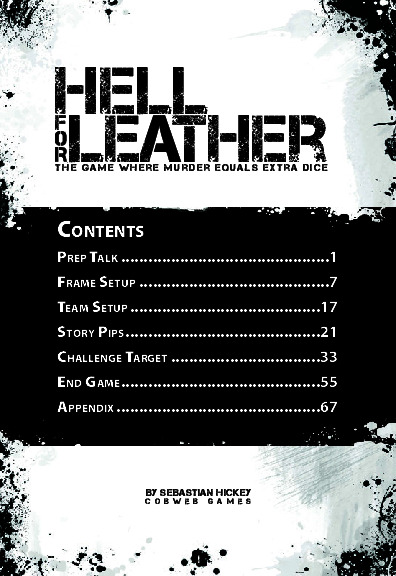 HELL
FOR LEATHER
THE GAME WHERE MURDER EQUALS EXTRA DICE
CONTENTS
PREP TALK ..............................................1
FRAME SETUP ..........................................7
TEAM SETUP .........................................17
STORY PIPS ...........................................21
CHALLENGE TARGET .................................33
END GAME ............................................55
APPENDIX .............................................67
BY SEBASTIAN HICKEY
COBWEB GAMES